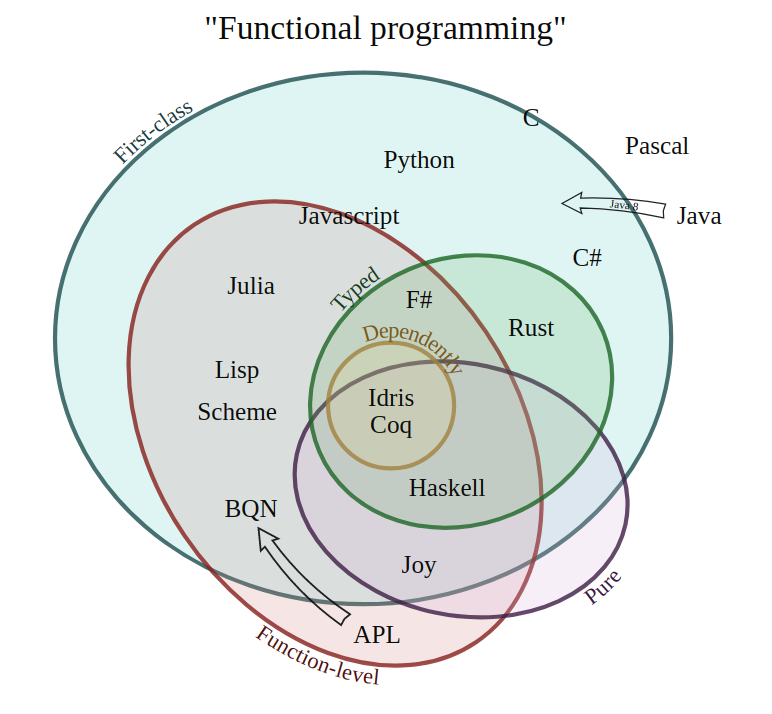 "Functional programming"
First-class
C
Python
Pascal
Java 8
Javascript
Java
C#
Julia
Typed
F#
Rust
Dependently
Lisp
Idris
Coq
Scheme
Haskell
BQN
Joy
Pure
APL
Function-level